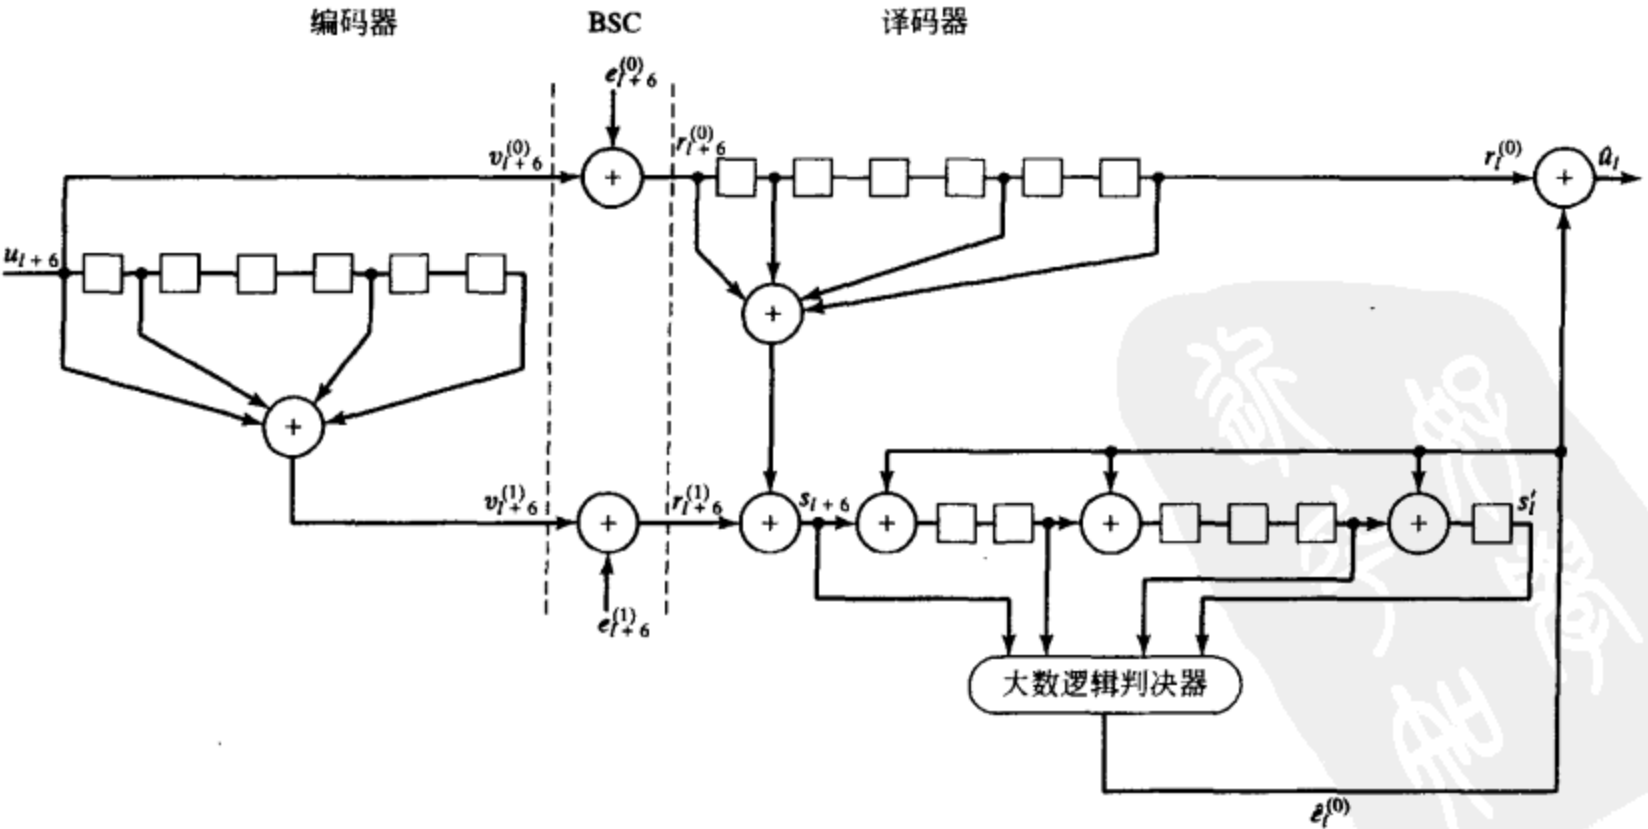 编码器 BSC 译码器
e_{l+6}^{(0)}
v_{l+6}^{(0)} r_{l+6}^{(0)} r_l^{(0)} û_l
+ +
u_{l+6}
+
+
v_{l+6}^{(1)} r_{l+6}^{(1)} s_{l+6} s'_l
+ + + + +
e_{l+6}^{(1)}
大数逻辑判决器
ê_l^{(0)}